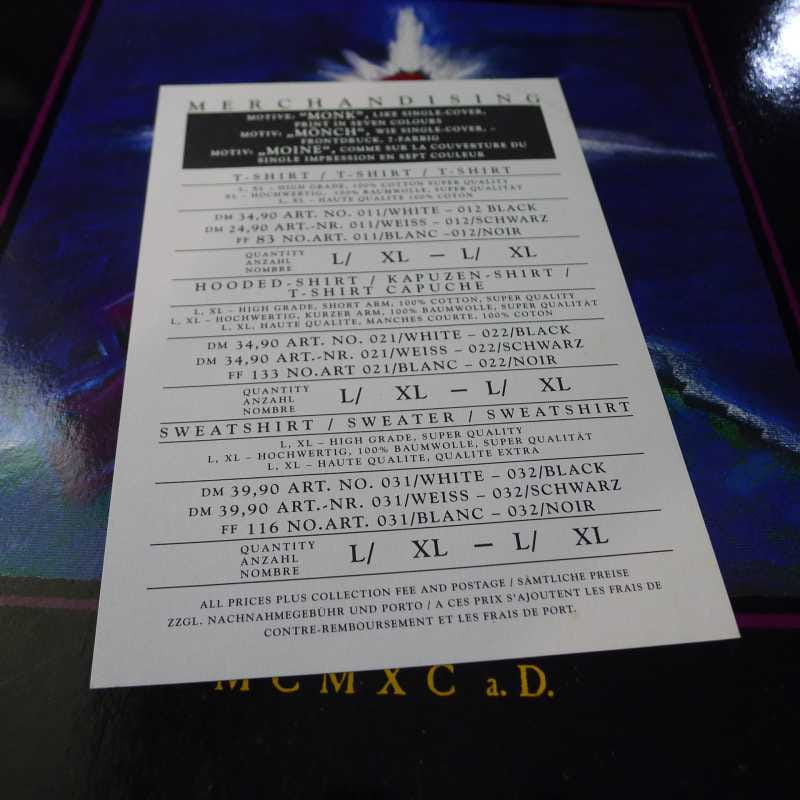 MERCHANDISING
MOTIVE: "MONK", LIKE SINGLE-COVER,
PRINT IN SEVEN COLOURS
MOTIV: „MÖNCH", WIE SINGLE-COVER, –
FRONTDRUCK, 7-FARBIG
MOTIV: „MOINE", COMME SUR LA COUVERTURE DU
SINGLE IMPRESSION EN SEPT COULEUR
T-SHIRT / T-SHIRT / T-SHIRT
L, XL – HIGH GRADE, 100% COTTON SUPER QUALITY
XL – HOCHWERTIG, 100% BAUMWOLLE, SUPER QUALITÄT
L, XL – HAUTE QUALITE 100% COTON
DM 34,90 ART. NO. 011/WHITE – 012 BLACK
DM 24,90 ART.-NR. 011/WEISS – 012/SCHWARZ
FF 83 NO.ART. 011/BLANC –012/NOIR
QUANTITY
ANZAHL L/ XL – L/ XL
NOMBRE
HOODED-SHIRT / KAPUZEN-SHIRT /
T-SHIRT CAPUCHE
L, XL – HIGH GRADE, SHORT ARM, 100% COTTON, SUPER QUALITY
L, XL – HOCHWERTIG, KURZER ARM, 100% BAUMWOLLE, SUPER QUALITÄT
L, XL, HAUTE QUALITE, MANCHES COURTE, 100% COTON
DM 34,90 ART. NO. 021/WHITE – 022/BLACK
DM 34,90 ART.-NR. 021/WEISS – 022/SCHWARZ
FF 133 NO.ART 021/BLANC – 022/NOIR
QUANTITY
ANZAHL L/ XL – L/ XL
NOMBRE
SWEATSHIRT / SWEATER / SWEATSHIRT
L, XL – HIGH GRADE, SUPER QUALITY
L, XL – HOCHWERTIG, 100% BAUMWOLLE, SUPER QUALITÄT
L, XL – HAUTE QUALITE, QUALITE EXTRA
DM 39,90 ART. NO. 031/WHITE – 032/BLACK
DM 39,90 ART.-NR. 031/WEISS – 032/SCHWARZ
FF 116 NO.ART. 031/BLANC – 032/NOIR
QUANTITY
ANZAHL L/ XL – L/ XL
NOMBRE
ALL PRICES PLUS COLLECTION FEE AND POSTAGE / SÄMTLICHE PREISE
ZZGL. NACHNAHMEGEBÜHR UND PORTO / A CES PRIX S'AJOUTENT LES FRAIS DE
CONTRE-REMBOURSEMENT ET LES FRAIS DE PORT.
MCMXC a.D.